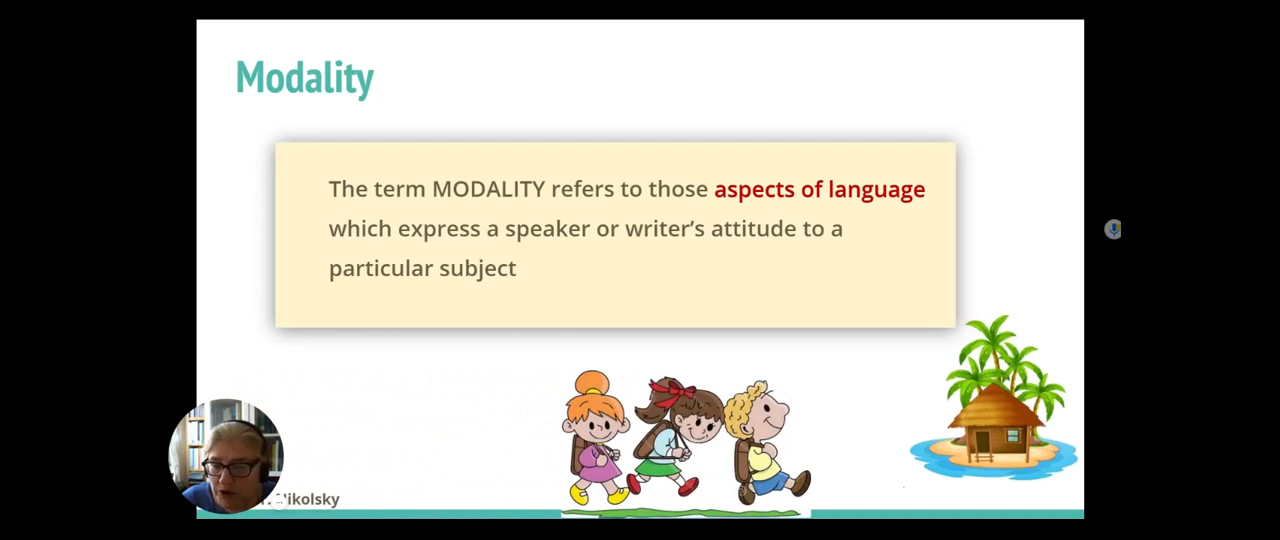 Modality
The term MODALITY refers to those aspects of language
which express a speaker or writer’s attitude to a
particular subject
Nikolsky